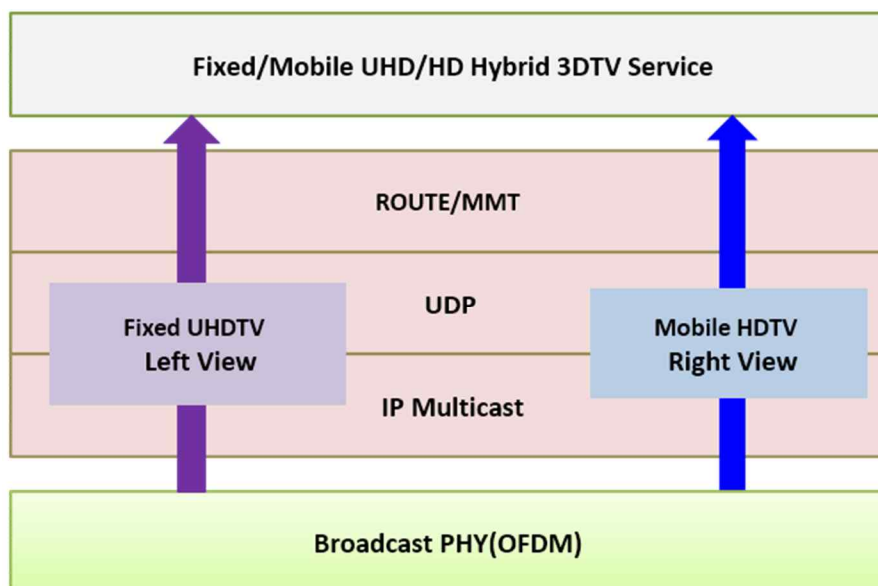 Fixed/Mobile UHD/HD Hybrid 3DTV Service
ROUTE/MMT
UDP
Fixed UHDTV
Left View
Mobile HDTV
Right View
IP Multicast
Broadcast PHY(OFDM)